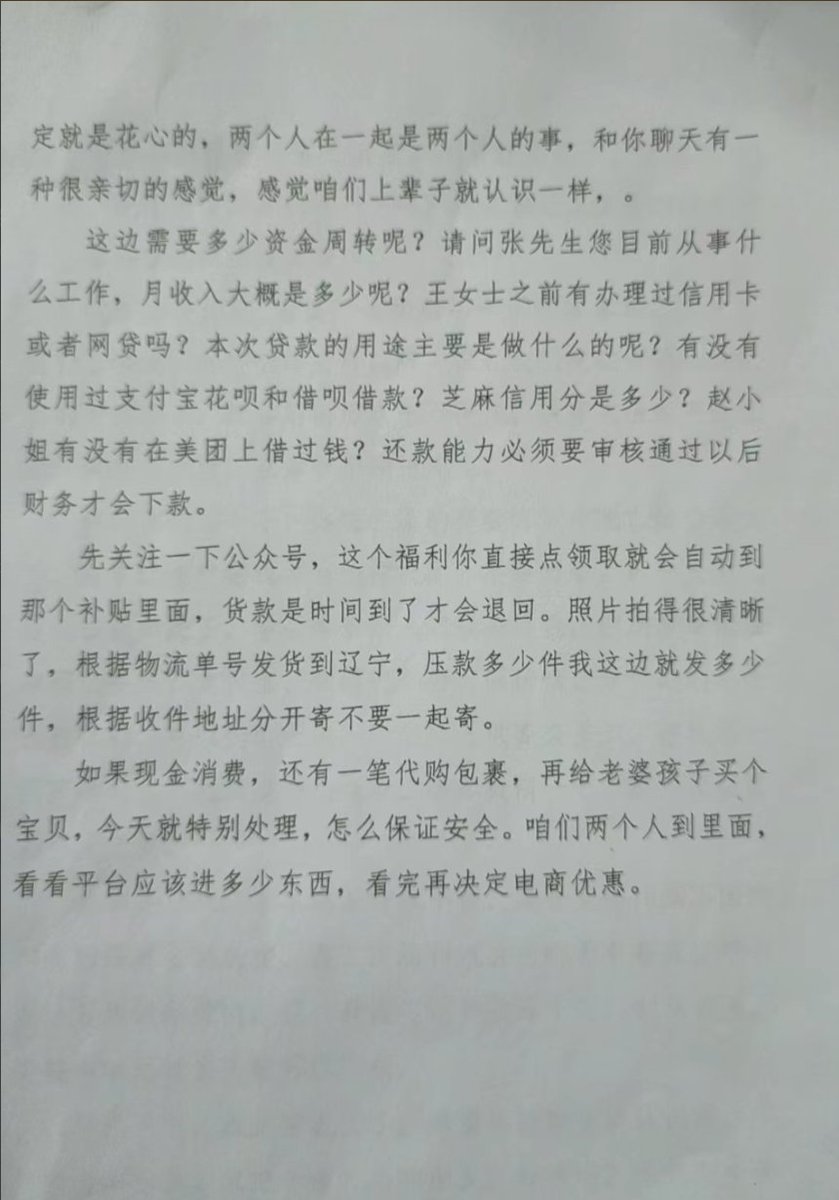 定就是花心的，两个人在一起是两个人的事，和你聊天有一
种很亲切的感觉，感觉咱们上辈子就认识一样，。
这边需要多少资金周转呢？请问张先生您目前从事什
么工作，月收入大概是多少呢？王女士之前有办理过信用卡
或者网贷吗？本次贷款的用途主要是做什么的呢？有没有
使用过支付宝花呗和借呗借款？芝麻信用分是多少？赵小
姐有没有在美团上借过钱？还款能力必须要审核通过以后
财务才会下款。
先关注一下公众号，这个福利你直接点领取就会自动到
那个补贴里面，货款是时间到了才会退回。照片拍得很清晰
了，根据物流单号发货到辽宁，压款多少件我这边就发多少
件，根据收件地址分开寄不要一起寄。
如果现金消费，还有一笔代购包裹，再给老婆孩子买个
宝贝，今天就特别处理，怎么保证安全。咱们两个人到里面，
看看平台应该进多少东西，看完再决定电商优惠。